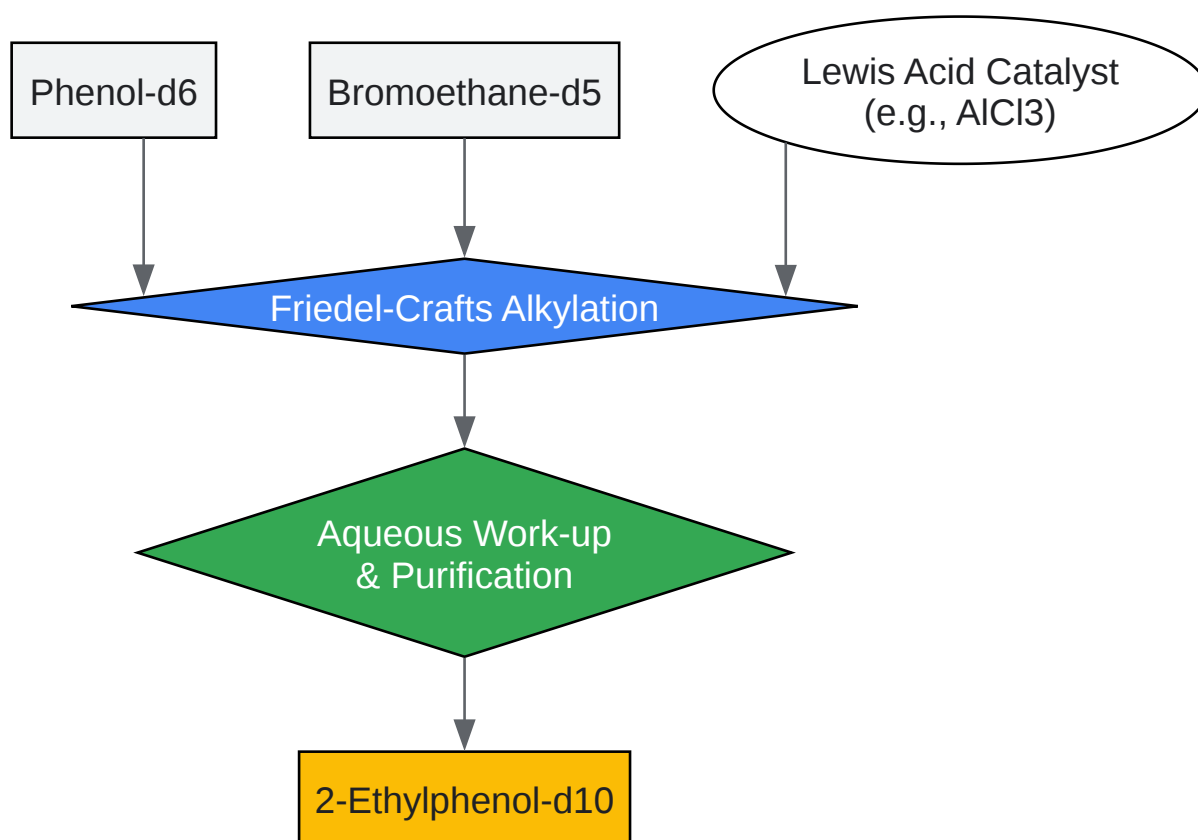 Phenol-d6
Bromoethane-d5
Lewis Acid Catalyst
(e.g., AlCl3)
Friedel-Crafts Alkylation
Aqueous Work-up
& Purification
2-Ethylphenol-d10